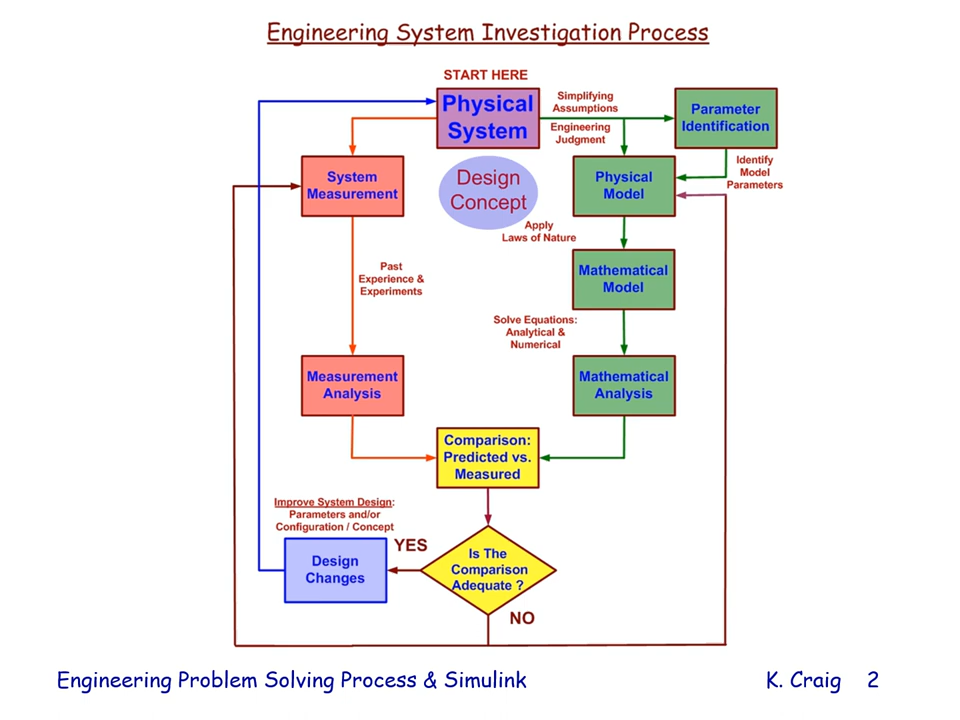 Engineering System Investigation Process
START HERE
Physical
System
Simplifying
Assumptions
Engineering
Judgment
Parameter
Identification
Identify
Model
Parameters
System
Measurement
Design
Concept
Physical
Model
Apply
Laws of Nature
Past
Experience &
Experiments
Mathematical
Model
Solve Equations:
Analytical &
Numerical
Measurement
Analysis
Mathematical
Analysis
Comparison:
Predicted vs.
Measured
Improve System Design:
Parameters and/or
Configuration / Concept
Design
Changes
YES
Is The
Comparison
Adequate ?
NO
Engineering Problem Solving Process & Simulink
K. Craig 2